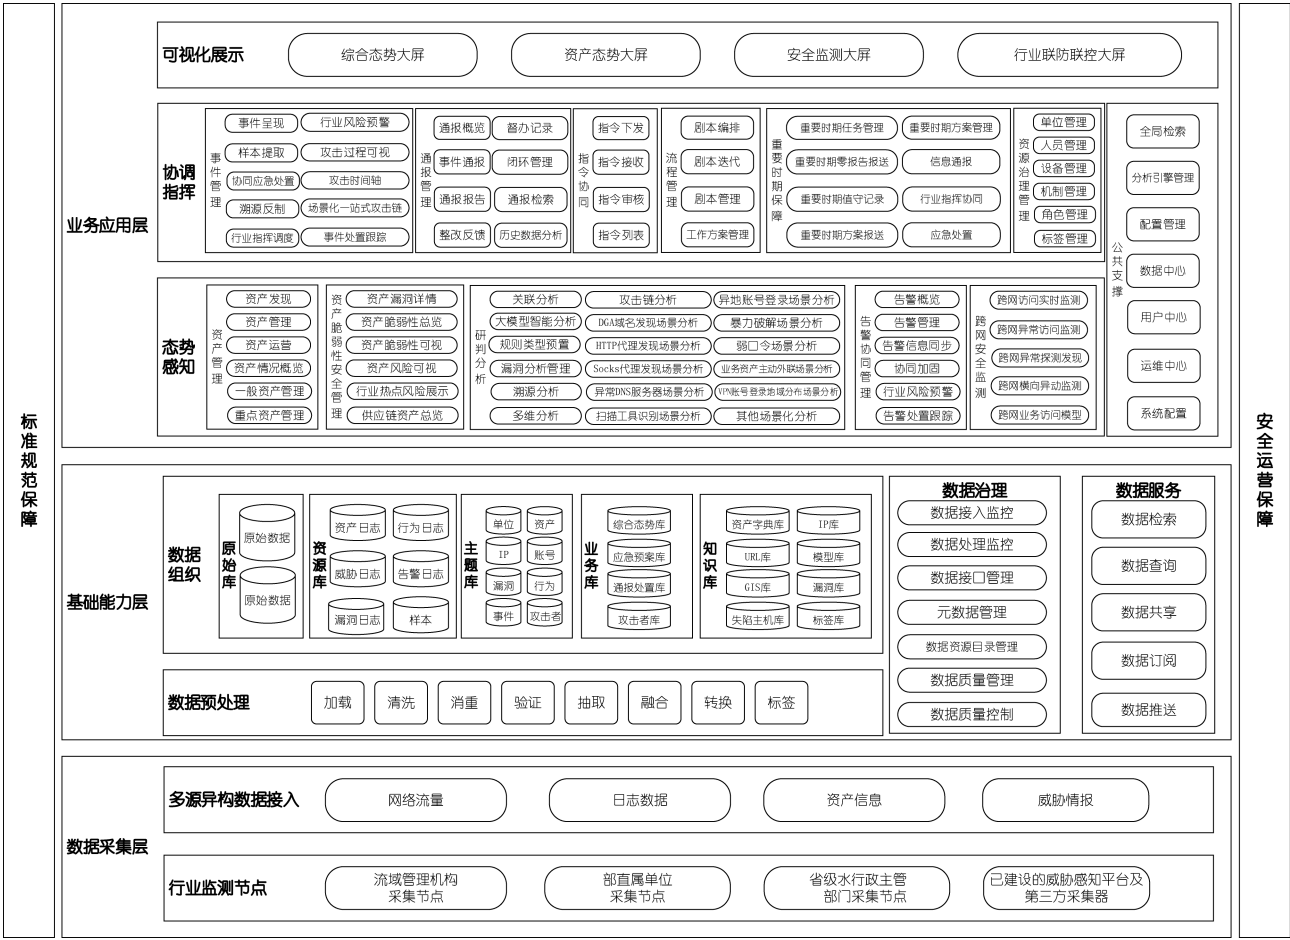 标准规范保障
业务应用层
可视化展示
综合态势大屏
资产态势大屏
安全监测大屏
行业联防联控大屏
协调
指挥
事件管理
事件呈现
行业风险预警
样本提取
攻击过程可视
协同应急处置
攻击时间轴
溯源反制
场景化一站式攻击链
行业指挥调度
事件处置跟踪
通报管理
通报概览
督办记录
事件通报
闭环管理
通报报告
通报检索
整改反馈
历史数据分析
指令协同
指令下发
指令接收
指令审核
指令列表
流程管理
剧本编排
剧本迭代
剧本管理
工作方案管理
重要时期保障
重要时期任务管理
重要时期方案管理
重要时期零报告报送
信息通报
重要时期值守记录
行业指挥协同
重要时期方案报送
应急处置
资源治理管理
单位管理
人员管理
设备管理
机制管理
角色管理
标签管理
态势
感知
资产管理
资产发现
资产管理
资产运营
资产情况概览
一般资产管理
重点资产管理
资产脆弱性安全管理
资产漏洞详情
资产脆弱性总览
资产脆弱性可视
资产风险可视
行业热点风险展示
供应链资产总览
研判分析
关联分析
攻击链分析
异地账号登录场景分析
大模型智能分析
DGA域名发现场景分析
暴力破解场景分析
规则类型预置
HTTP代理发现场景分析
弱口令场景分析
漏洞分析管理
Socks代理发现场景分析
业务资产主动外联场景分析
溯源分析
异常DNS服务器场景分析
VPN账号登录地域分布场景分析
多维分析
扫描工具识别场景分析
其他场景化分析
告警协同管理
告警概览
告警管理
告警信息同步
协同加固
行业风险预警
告警处置跟踪
跨网安全监测
跨网访问实时监测
跨网异常访问监测
跨网异常探测发现
跨网横向异动监测
跨网业务访问模型
公共支撑
全局检索
分析引擎管理
配置管理
数据中心
用户中心
运维中心
系统配置
基础能力层
数据
组织
原始库
原始数据
原始数据
资源库
资产日志
行为日志
威胁日志
告警日志
漏洞日志
样本
主题库
单位
资产
IP
账号
漏洞
行为
事件
攻击者
业务库
综合态势库
应急预案库
通报处置库
攻击者库
知识库
资产字典库
IP库
URL库
模型库
GIS库
漏洞库
失陷主机库
标签库
数据预处理
加载
清洗
消重
验证
抽取
融合
转换
标签
数据治理
数据接入监控
数据处理监控
数据接口管理
元数据管理
数据资源目录管理
数据质量管理
数据质量控制
数据服务
数据检索
数据查询
数据共享
数据订阅
数据推送
数据采集层
多源异构数据接入
网络流量
日志数据
资产信息
威胁情报
行业监测节点
流域管理机构
采集节点
部直属单位
采集节点
省级水行政主管
部门采集节点
已建设的威胁感知平台及
第三方采集器
安全运营保障